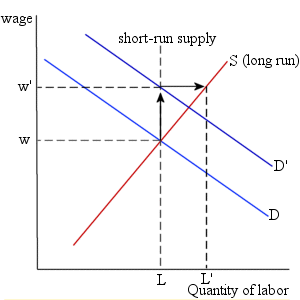 wage
short-run supply
S (long run)
w'
w
D'
D
L
L'
Quantity of labor